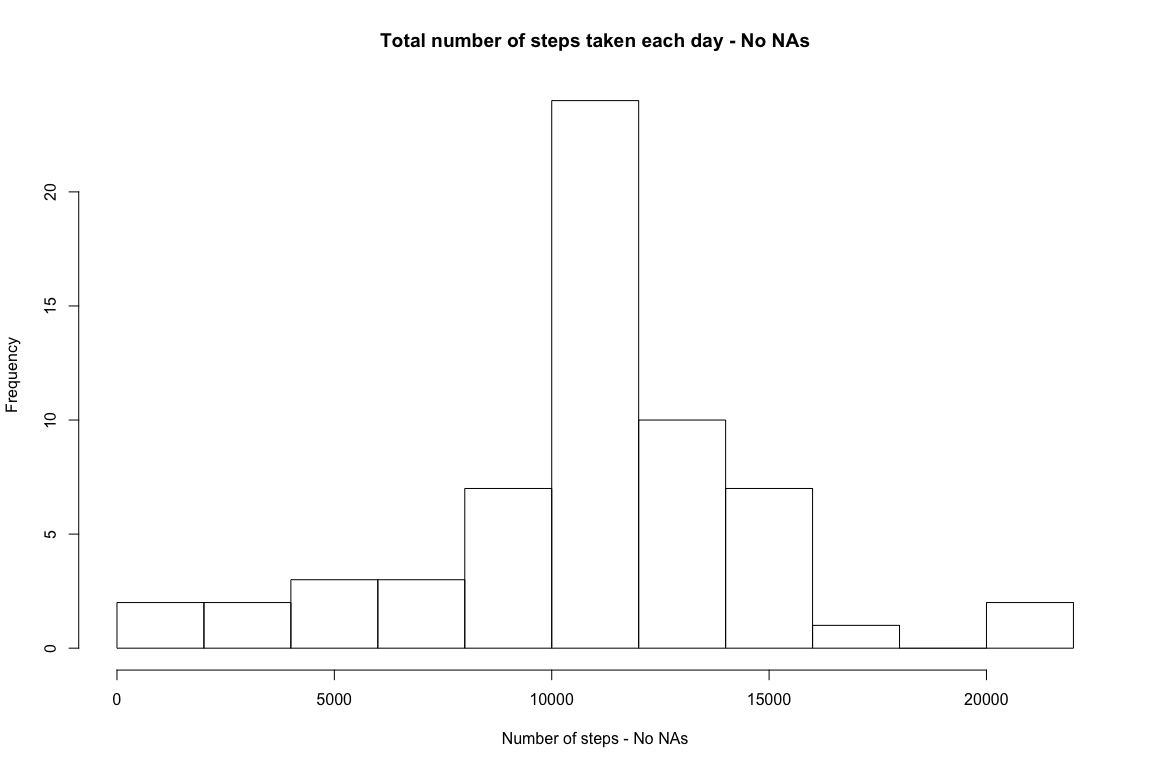 Total number of steps taken each day - No NAs
Frequency
20
15
10
5
0
0 5000 10000 15000 20000
Number of steps - No NAs